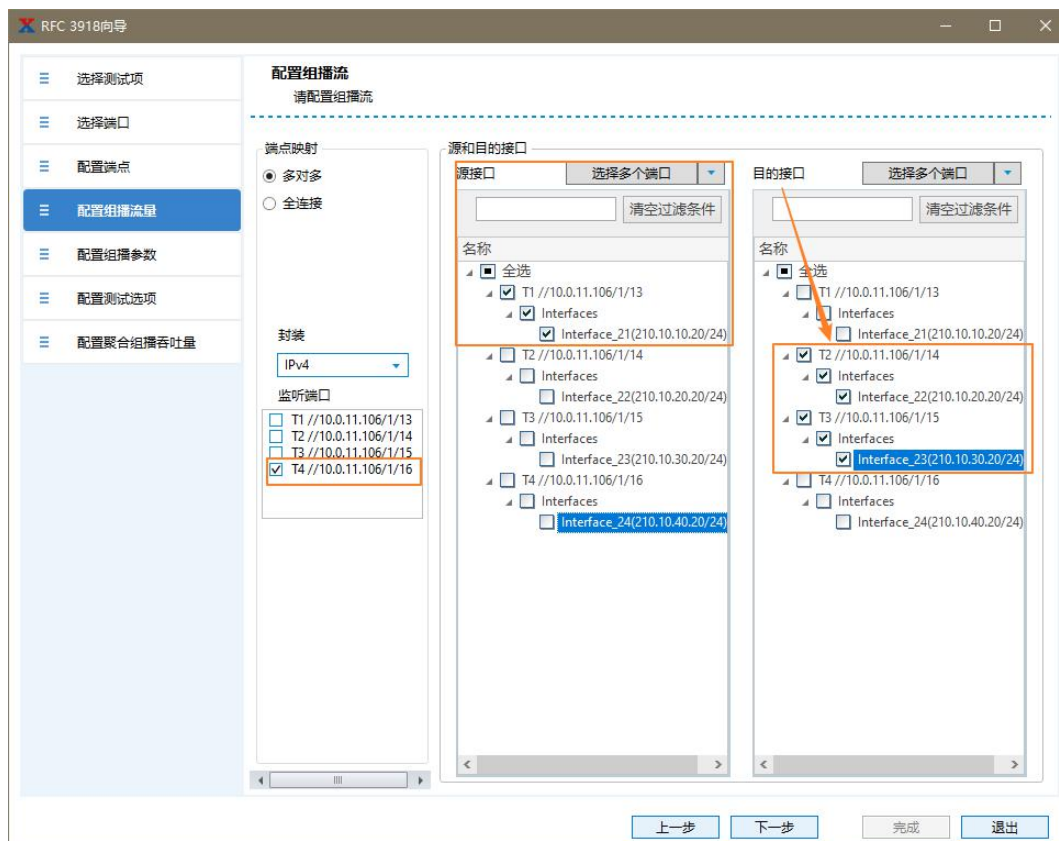 RFC 3918向导
选择测试项
选择端口
配置端点
配置组播流量
配置组播参数
配置测试选项
配置聚合组播吞吐量
配置组播流
请配置组播流
端点映射
多对多
全连接
封装
IPv4
监听端口
T1 //10.0.11.106/1/13
T2 //10.0.11.106/1/14
T3 //10.0.11.106/1/15
T4 //10.0.11.106/1/16
源和目的接口
源接口
选择多个端口
清空过滤条件
名称
全选
T1 //10.0.11.106/1/13
Interfaces
Interface_21(210.10.10.20/24)
T2 //10.0.11.106/1/14
Interfaces
Interface_22(210.10.20.20/24)
T3 //10.0.11.106/1/15
Interfaces
Interface_23(210.10.30.20/24)
T4 //10.0.11.106/1/16
Interfaces
Interface_24(210.10.40.20/24)
目的接口
选择多个端口
清空过滤条件
名称
全选
T1 //10.0.11.106/1/13
Interfaces
Interface_21(210.10.10.20/24)
T2 //10.0.11.106/1/14
Interfaces
Interface_22(210.10.20.20/24)
T3 //10.0.11.106/1/15
Interfaces
Interface_23(210.10.30.20/24)
T4 //10.0.11.106/1/16
Interfaces
Interface_24(210.10.40.20/24)
上一步
下一步
完成
退出